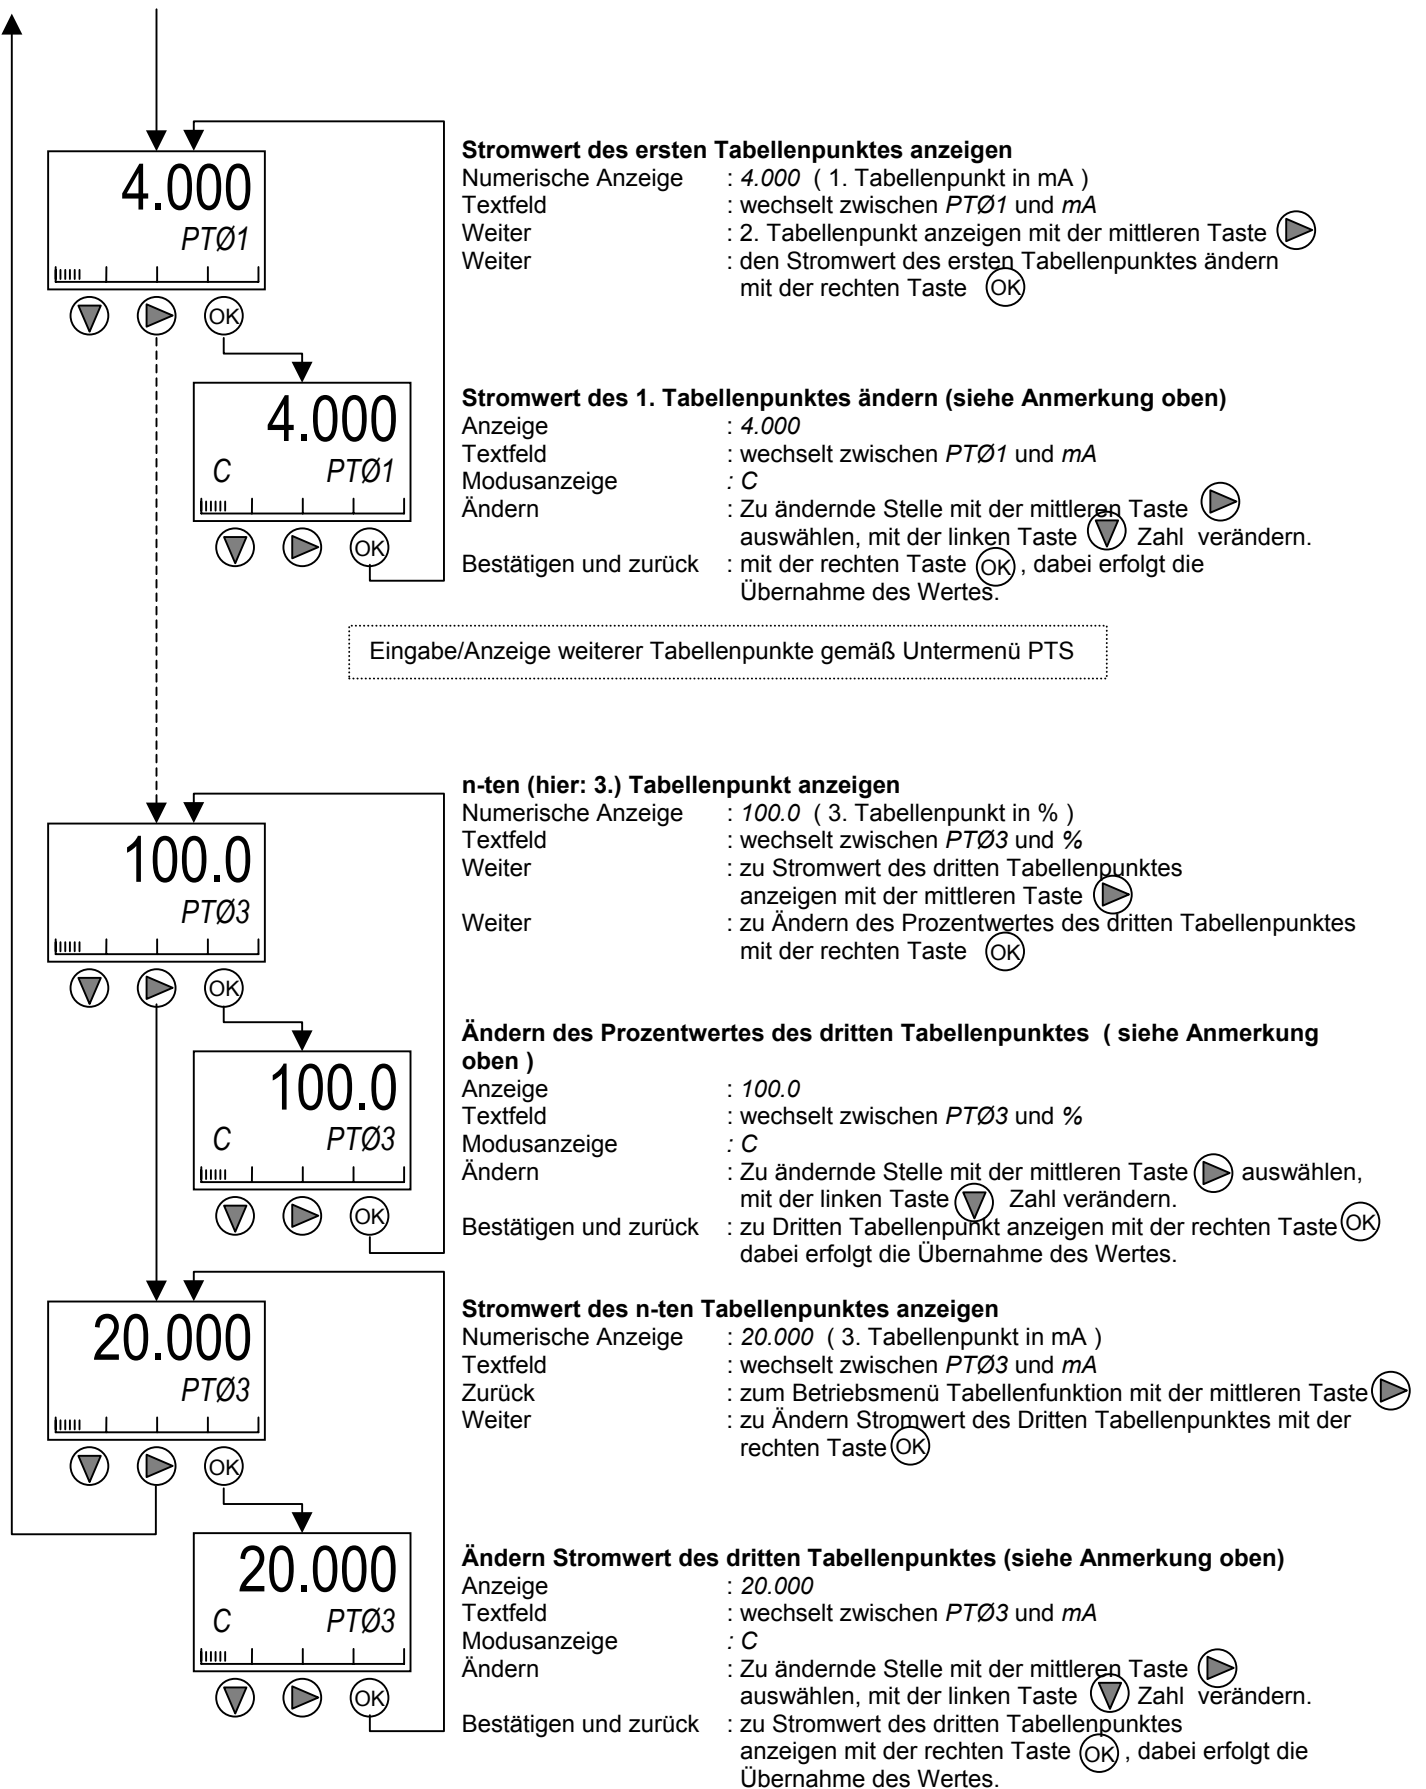 4.000
PTØ1
OK
Stromwert des ersten Tabellenpunktes anzeigen
Numerische Anzeige : 4.000 ( 1. Tabellenpunkt in mA )
Textfeld : wechselt zwischen PTØ1 und mA
Weiter : 2. Tabellenpunkt anzeigen mit der mittleren Taste
Weiter : den Stromwert des ersten Tabellenpunktes ändern
mit der rechten Taste OK
4.000
C PTØ1
OK
Stromwert des 1. Tabellenpunktes ändern (siehe Anmerkung oben)
Anzeige : 4.000
Textfeld : wechselt zwischen PTØ1 und mA
Modusanzeige : C
Ändern : Zu ändernde Stelle mit der mittleren Taste
auswählen, mit der linken Taste Zahl verändern.
Bestätigen und zurück : mit der rechten Taste OK , dabei erfolgt die
Übernahme des Wertes.
Eingabe/Anzeige weiterer Tabellenpunkte gemäß Untermenü PTS
100.0
PTØ3
OK
n-ten (hier: 3.) Tabellenpunkt anzeigen
Numerische Anzeige : 100.0 ( 3. Tabellenpunkt in % )
Textfeld : wechselt zwischen PTØ3 und %
Weiter : zu Stromwert des dritten Tabellenpunktes
anzeigen mit der mittleren Taste
Weiter : zu Ändern des Prozentwertes des dritten Tabellenpunktes
mit der rechten Taste OK
100.0
C PTØ3
OK
Ändern des Prozentwertes des dritten Tabellenpunktes ( siehe Anmerkung
oben )
Anzeige : 100.0
Textfeld : wechselt zwischen PTØ3 und %
Modusanzeige : C
Ändern : Zu ändernde Stelle mit der mittleren Taste auswählen,
mit der linken Taste Zahl verändern.
Bestätigen und zurück : zu Dritten Tabellenpunkt anzeigen mit der rechten Taste OK
dabei erfolgt die Übernahme des Wertes.
20.000
PTØ3
OK
Stromwert des n-ten Tabellenpunktes anzeigen
Numerische Anzeige : 20.000 ( 3. Tabellenpunkt in mA )
Textfeld : wechselt zwischen PTØ3 und mA
Zurück : zum Betriebsmenü Tabellenfunktion mit der mittleren Taste
Weiter : zu Ändern Stromwert des Dritten Tabellenpunktes mit der
rechten Taste OK
20.000
C PTØ3
OK
Ändern Stromwert des dritten Tabellenpunktes (siehe Anmerkung oben)
Anzeige : 20.000
Textfeld : wechselt zwischen PTØ3 und mA
Modusanzeige : C
Ändern : Zu ändernde Stelle mit der mittleren Taste
auswählen, mit der linken Taste Zahl verändern.
Bestätigen und zurück : zu Stromwert des dritten Tabellenpunktes
anzeigen mit der rechten Taste OK , dabei erfolgt die
Übernahme des Wertes.